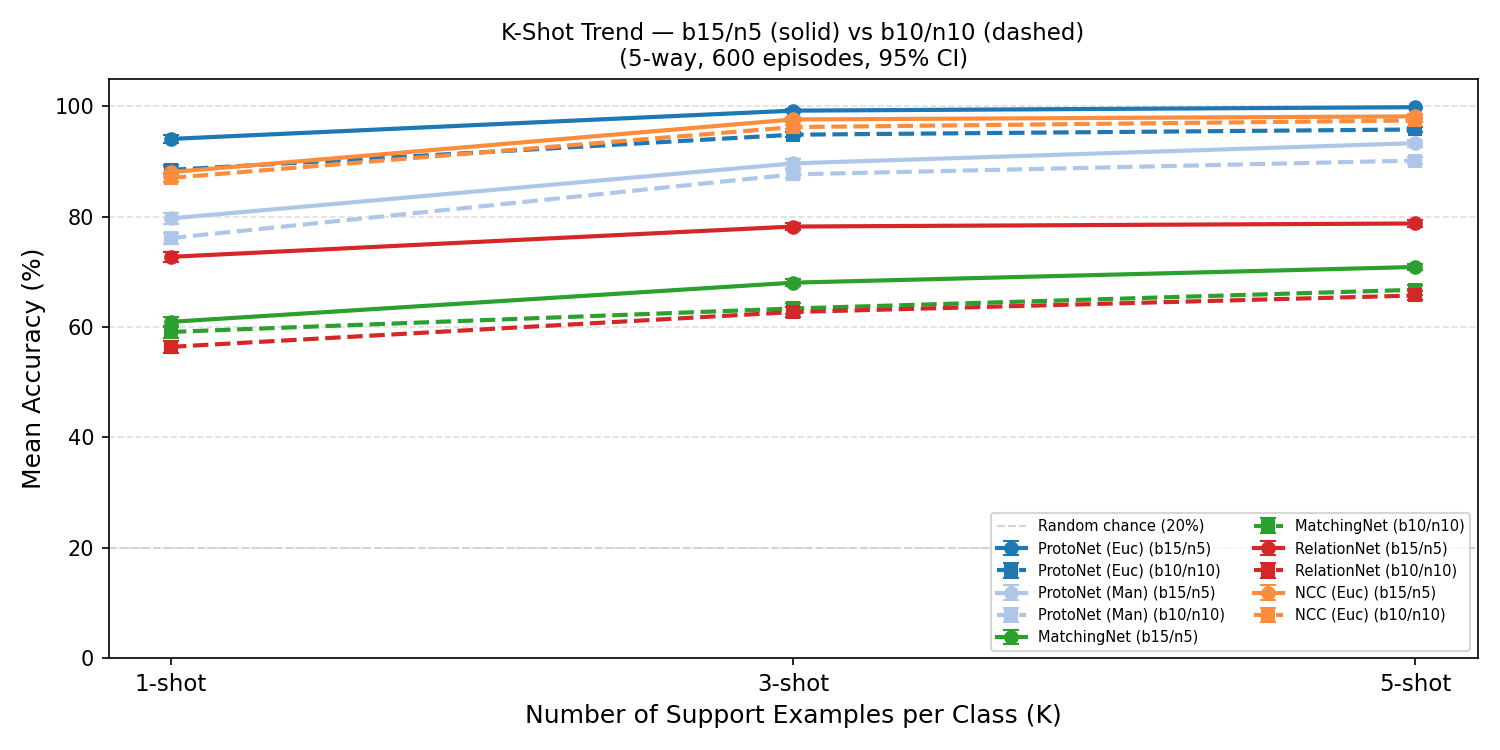 K-Shot Trend — b15/n5 (solid) vs b10/n10 (dashed)
(5-way, 600 episodes, 95% CI)
Mean Accuracy (%)
100
80
60
40
20
0
1-shot
3-shot
5-shot
Number of Support Examples per Class (K)
Random chance (20%)
ProtoNet (Euc) (b15/n5)
ProtoNet (Euc) (b10/n10)
ProtoNet (Man) (b15/n5)
ProtoNet (Man) (b10/n10)
MatchingNet (b15/n5)
MatchingNet (b10/n10)
RelationNet (b15/n5)
RelationNet (b10/n10)
NCC (Euc) (b15/n5)
NCC (Euc) (b10/n10)